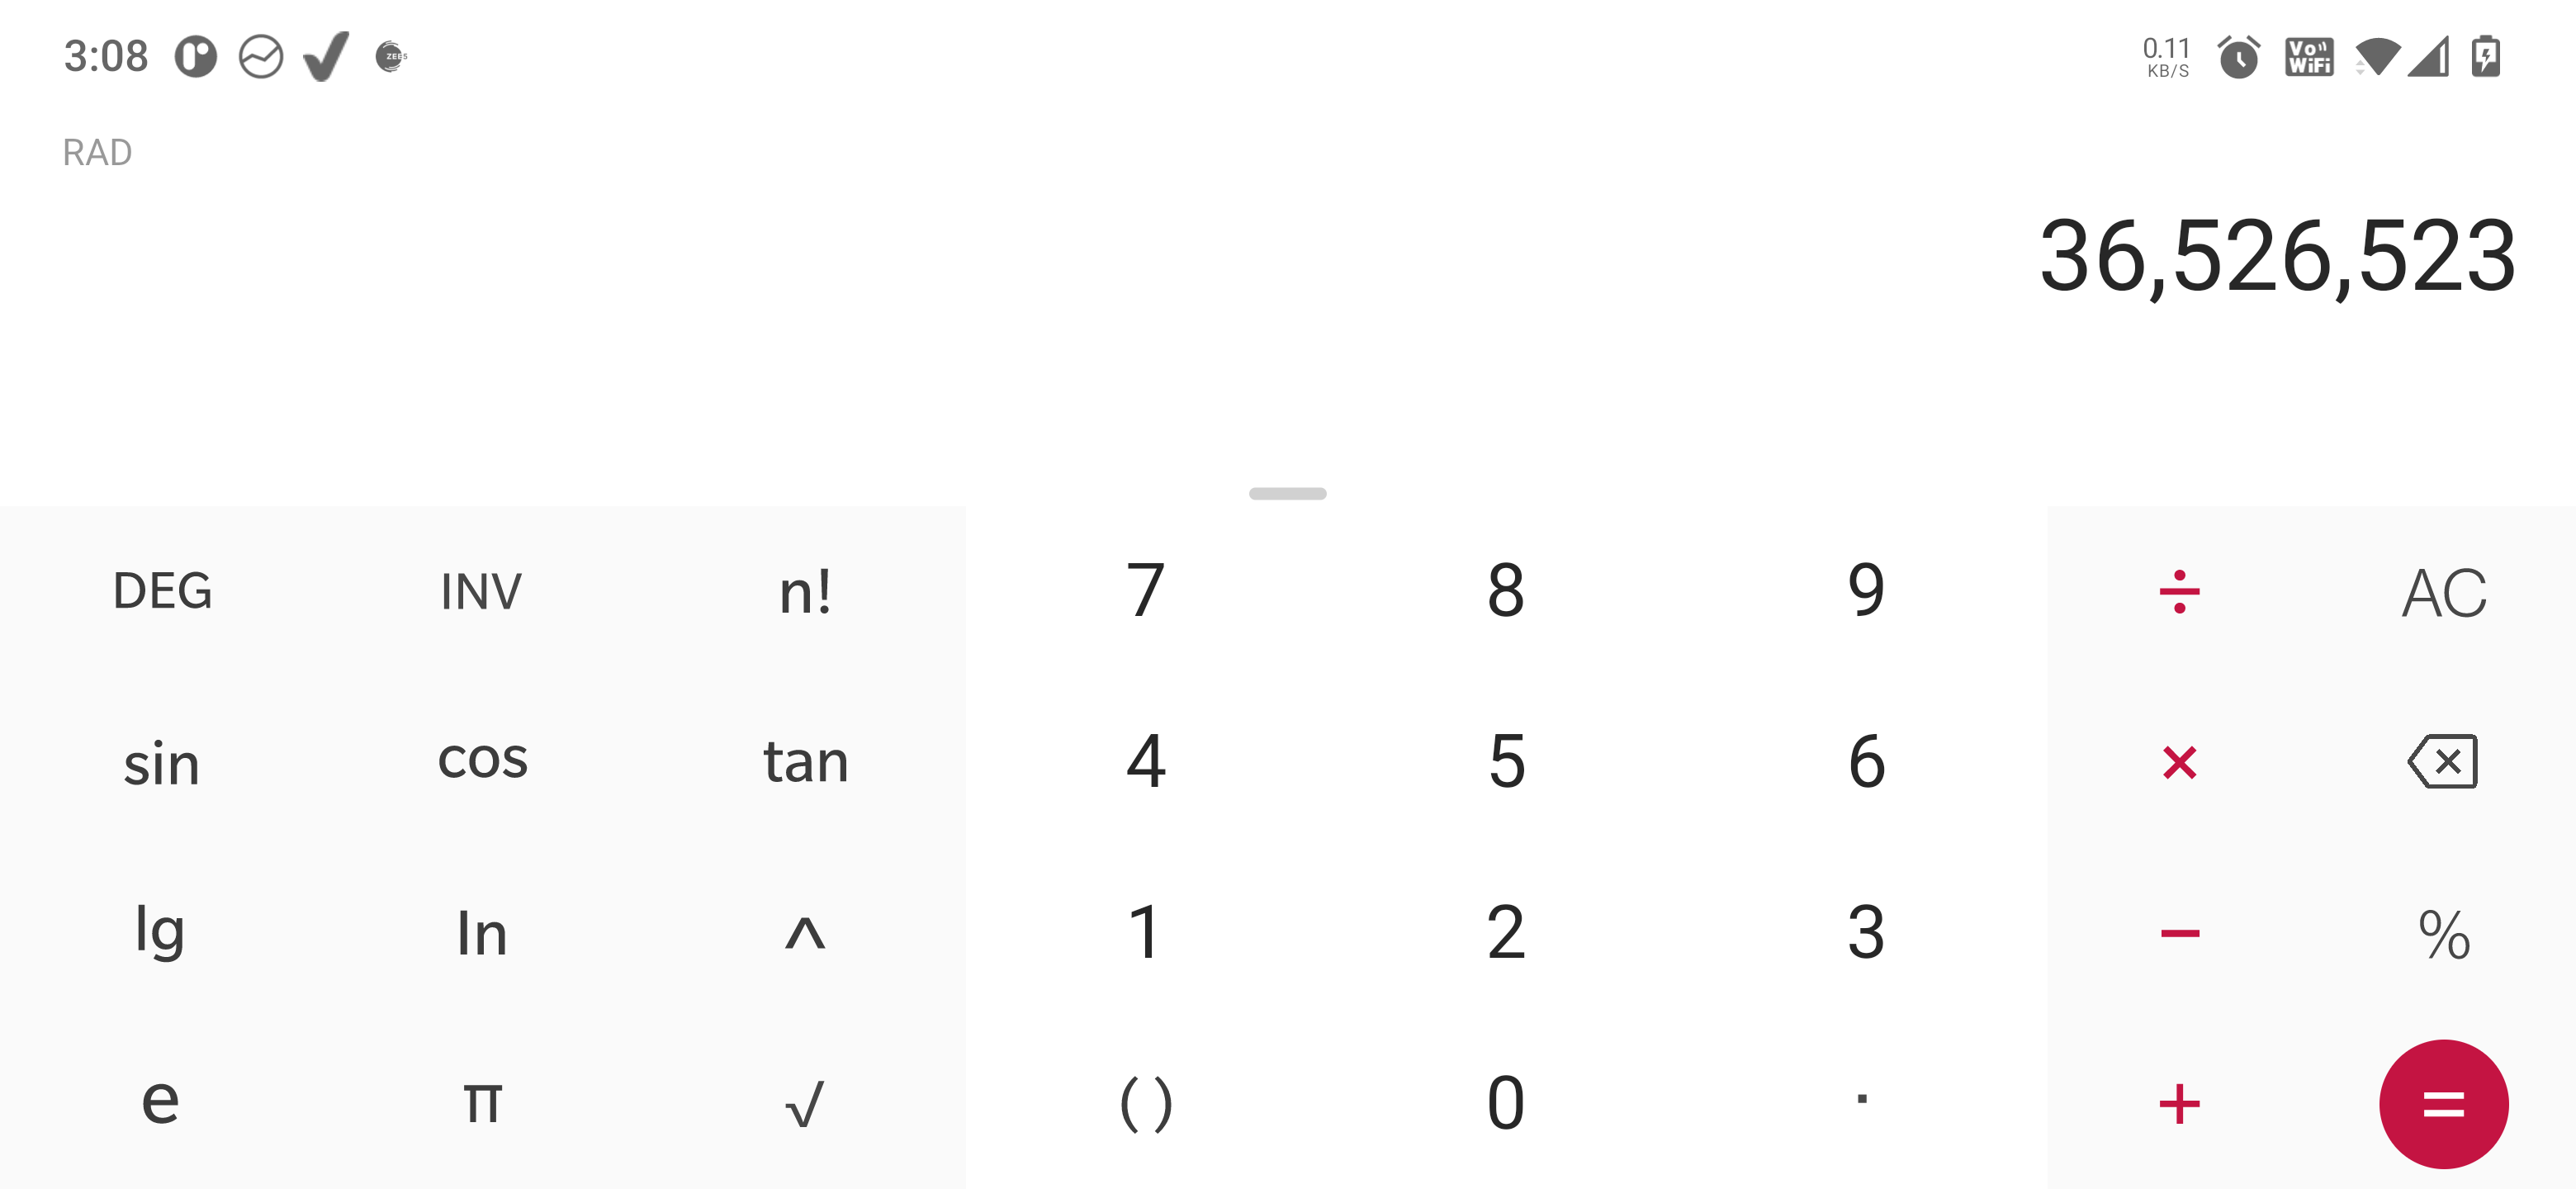 3:08 ZEE5 0.11 KB/S Vo WiFi
RAD
36,526,523
DEG INV n! 7 8 9 ÷ AC
sin cos tan 4 5 6 ×
lg ln ^ 1 2 3 − %
e π √ ( ) 0 . + =